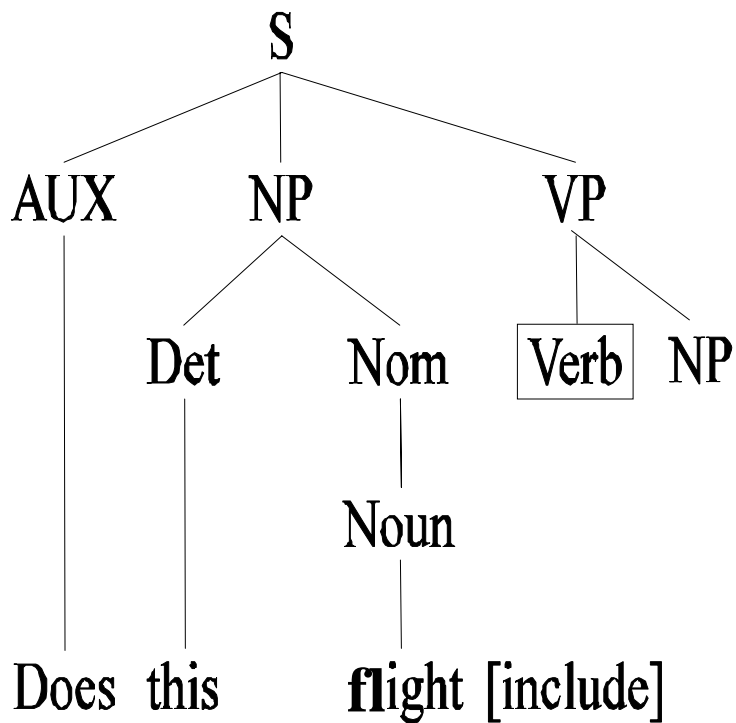 S
AUX NP VP
Det Nom Verb NP
Noun
Does this flight [include]